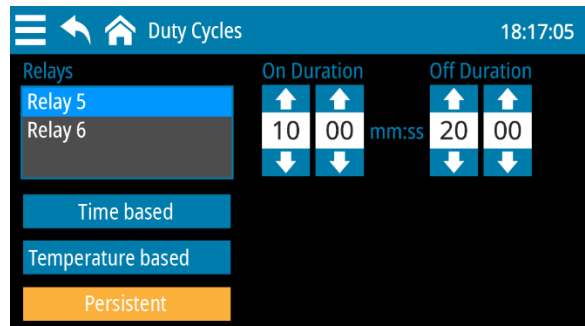 Duty Cycles 18:17:05
Relays On Duration Off Duration
Relay 5
Relay 6
10 00 mm:ss 20 00
Time based
Temperature based
Persistent